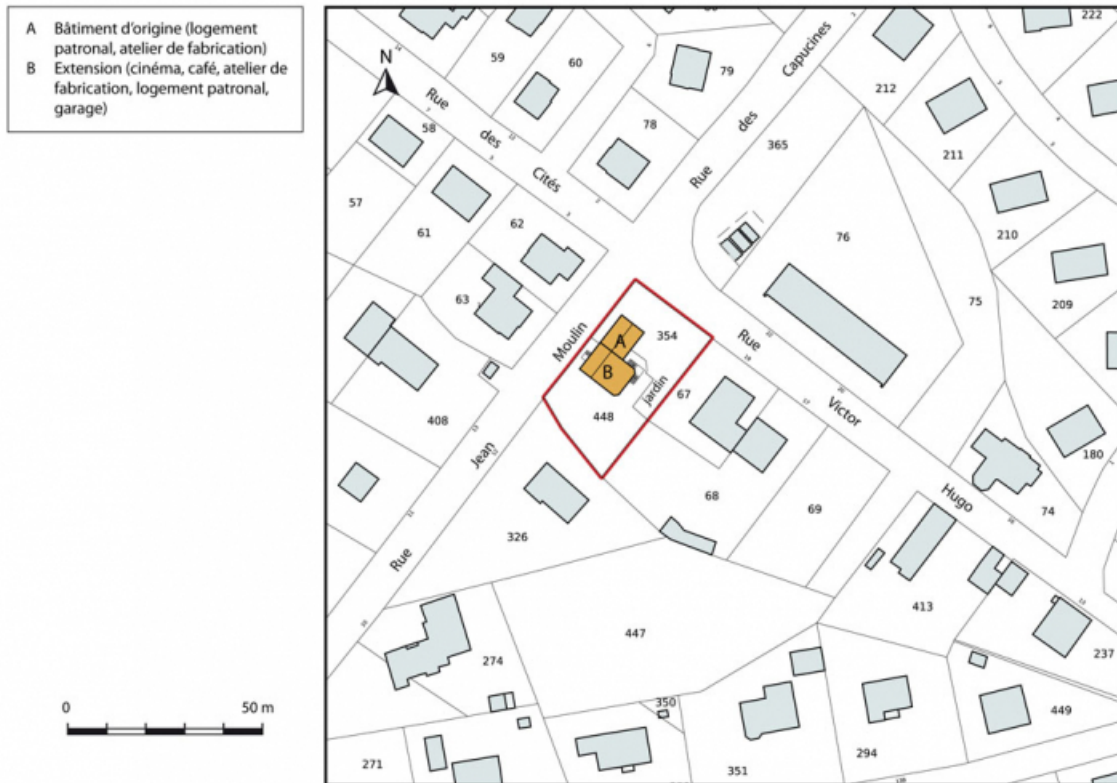 A Bâtiment d'origine (logement
patronal, atelier de fabrication)
B Extension (cinéma, café, atelier de
fabrication, logement patronal,
garage)
N
0 50 m
222
59
60
79
Capucines
212
Rue
58
78
des
365
211
des
Cités
Rue
57
61
62
76
210
63
75
209
Moulin
A
354
Rue
B
jardin
67
Victor
408
448
180
Jean
68
69
Hugo
74
326
Rue
413
447
274
237
350
449
271
351
294